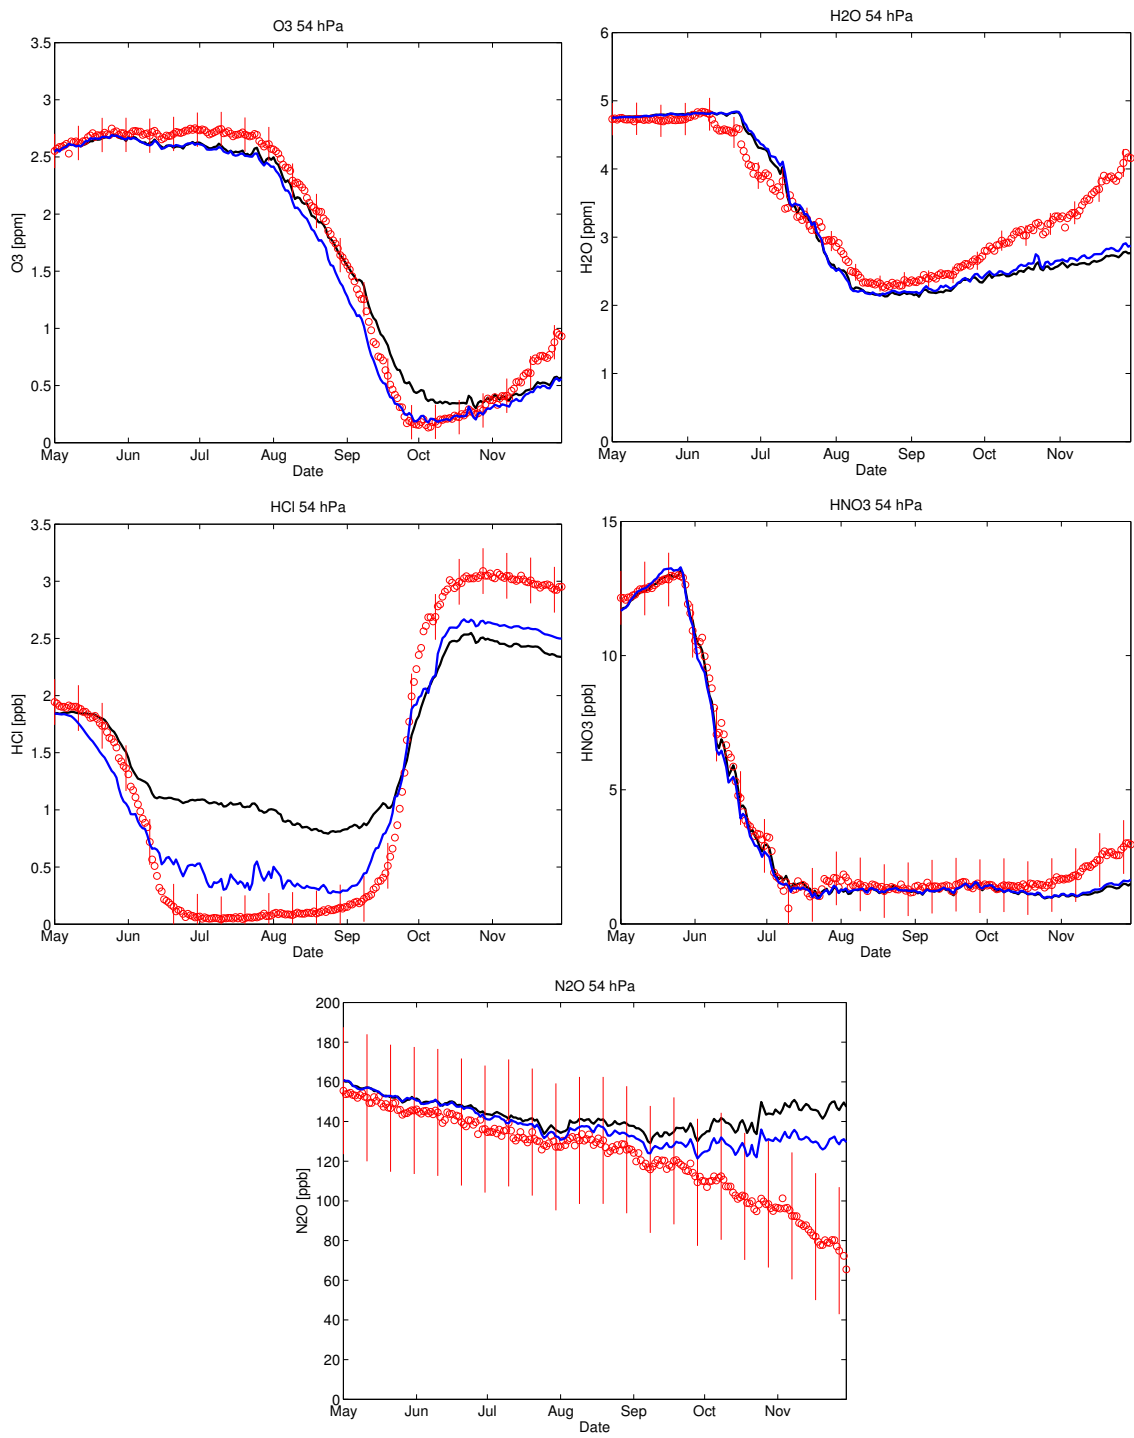 O3 54 hPa
3.5
3
2.5
2
1.5
1
0.5
0
O3 [ppm]
May Jun Jul Aug Sep Oct Nov
Date
H2O 54 hPa
6
5
4
3
2
1
0
H2O [ppm]
May Jun Jul Aug Sep Oct Nov
Date
HCl 54 hPa
3.5
3
2.5
2
1.5
1
0.5
0
HCl [ppb]
May Jun Jul Aug Sep Oct Nov
Date
HNO3 54 hPa
15
10
5
0
HNO3 [ppb]
May Jun Jul Aug Sep Oct Nov
Date
N2O 54 hPa
200
180
160
140
120
100
80
60
40
20
0
N2O [ppb]
May Jun Jul Aug Sep Oct Nov
Date